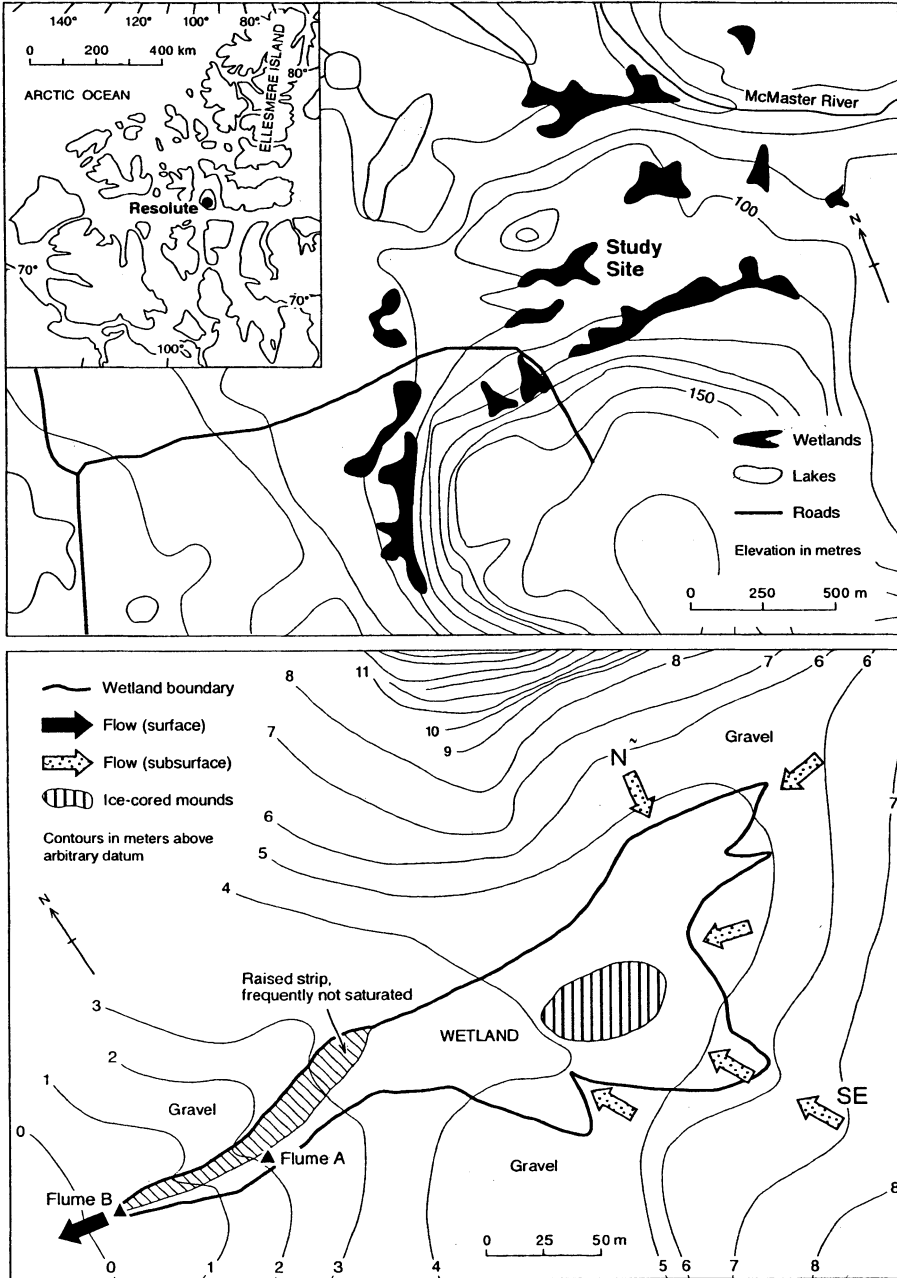 140°
120°
100°
80°
0
200
400 km
80°
ARCTIC OCEAN
ELLESMERE ISLAND
Resolute
70°
70°
100°
McMaster River
100
N
Study
Site
150
Wetlands
Lakes
Roads
Elevation in metres
0
250
500 m
Wetland boundary
Flow (surface)
Flow (subsurface)
Ice-cored mounds
Contours in meters above
arbitrary datum
8
11
8
7
6
6
7
10
9
Gravel
N~
7
6
5
4
N
Raised strip,
frequently not saturated
3
WETLAND
2
1
Gravel
SE
0
Flume A
Gravel
Flume B
8
0
25
50 m
0
1
2
3
4
5
6
7
8